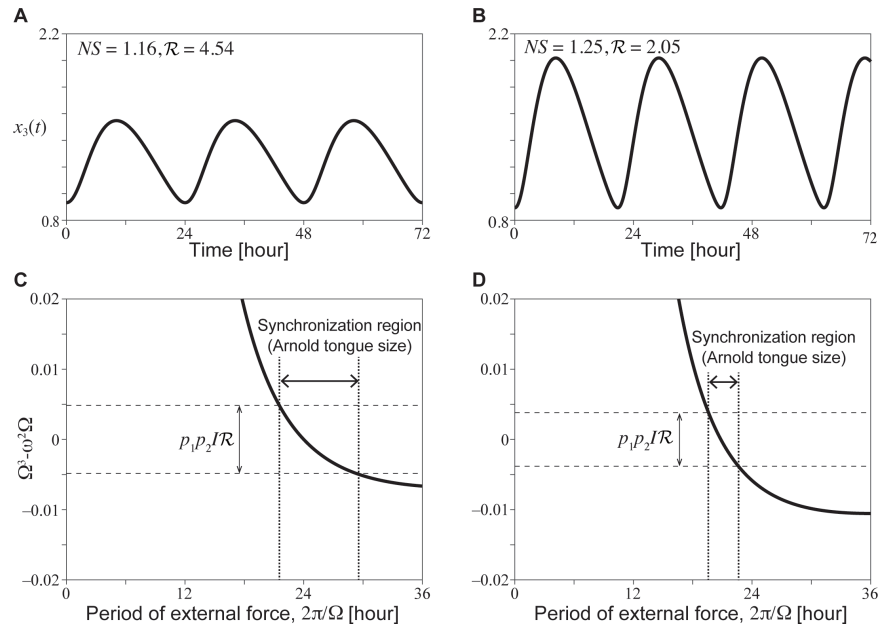 A
2.2
NS = 1.16, R = 4.54
x₃(t)
0.8
0 24 48 72
Time [hour]
B
2.2
NS = 1.25, R = 2.05
0.8
0 24 48 72
Time [hour]
C
0.02
0.01
0
−0.01
−0.02
Ω³-ω²Ω
Synchronization region
(Arnold tongue size)
p₁p₂IR
0 12 24 36
Period of external force, 2π/Ω [hour]
D
0.02
0.01
0
−0.01
−0.02
Synchronization region
(Arnold tongue size)
p₁p₂IR
0 12 24 36
Period of external force, 2π/Ω [hour]